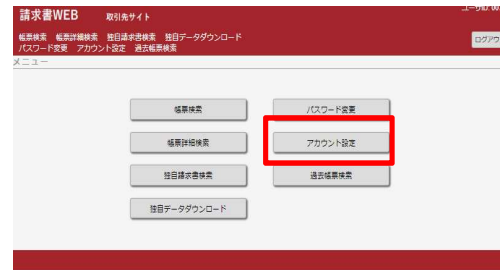 請求書WEB 取引先サイト
ユーザID 00
帳票検索 帳票詳細検索 独自請求書検索 独自データダウンロード
パスワード変更 アカウント設定 過去帳票検索
ログアウ
メニュー
帳票検索
パスワード変更
帳票詳細検索
アカウント設定
独自請求書検索
過去帳票検索
独自データダウンロード